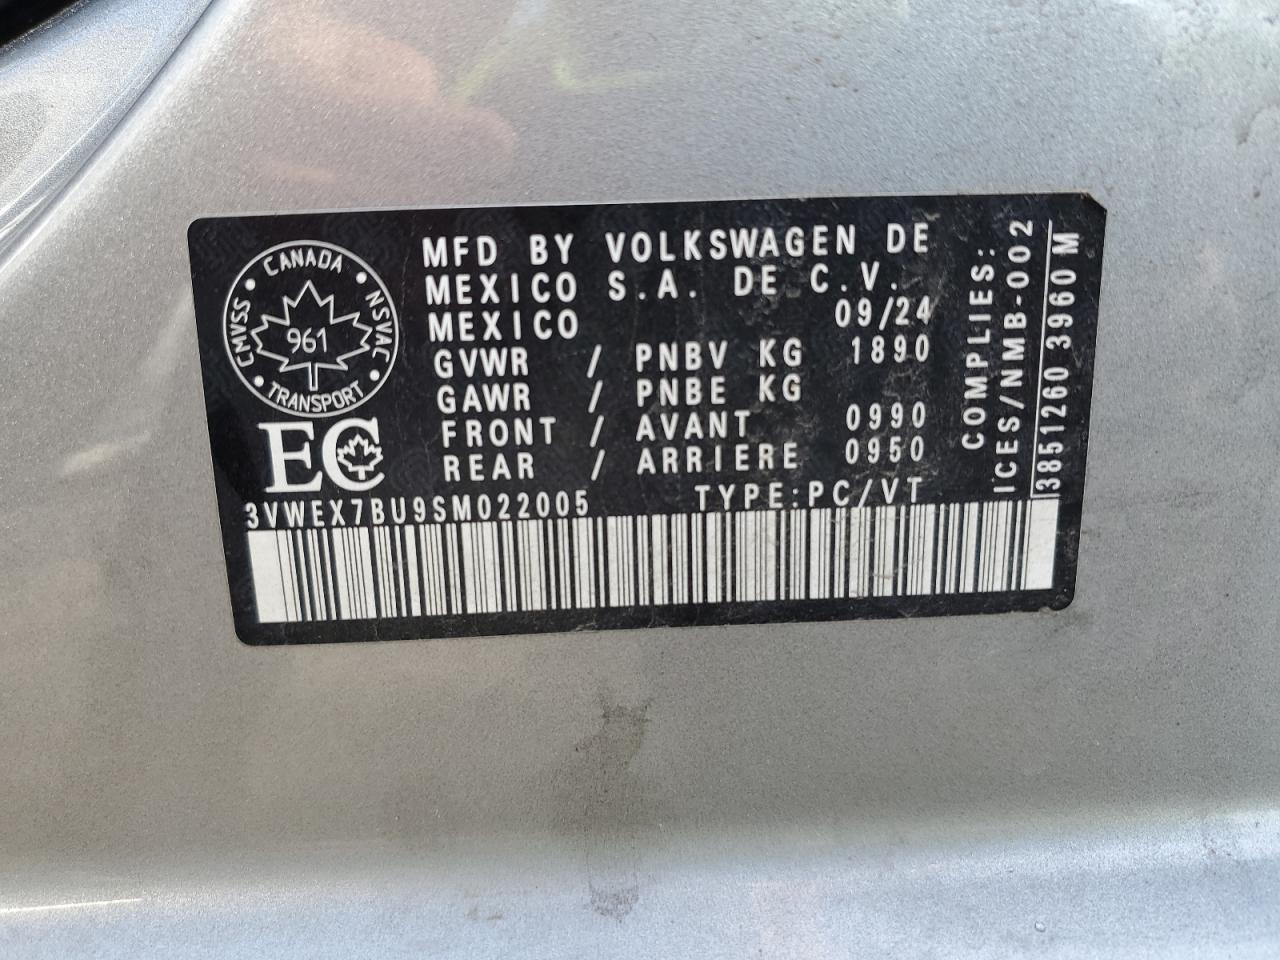 CANADA
CMVSS
NSVAC
961
TRANSPORT
EC
MFD BY VOLKSWAGEN DE
MEXICO S.A. DE C.V.
MEXICO 09/24
GVWR / PNBV KG 1890
GAWR / PNBE KG
FRONT / AVANT 0990
REAR / ARRIERE 0950
3VWEX7BU9SM022005 TYPE:PC/VT
COMPLIES:
ICES/NMB-002
3851260 3960 M